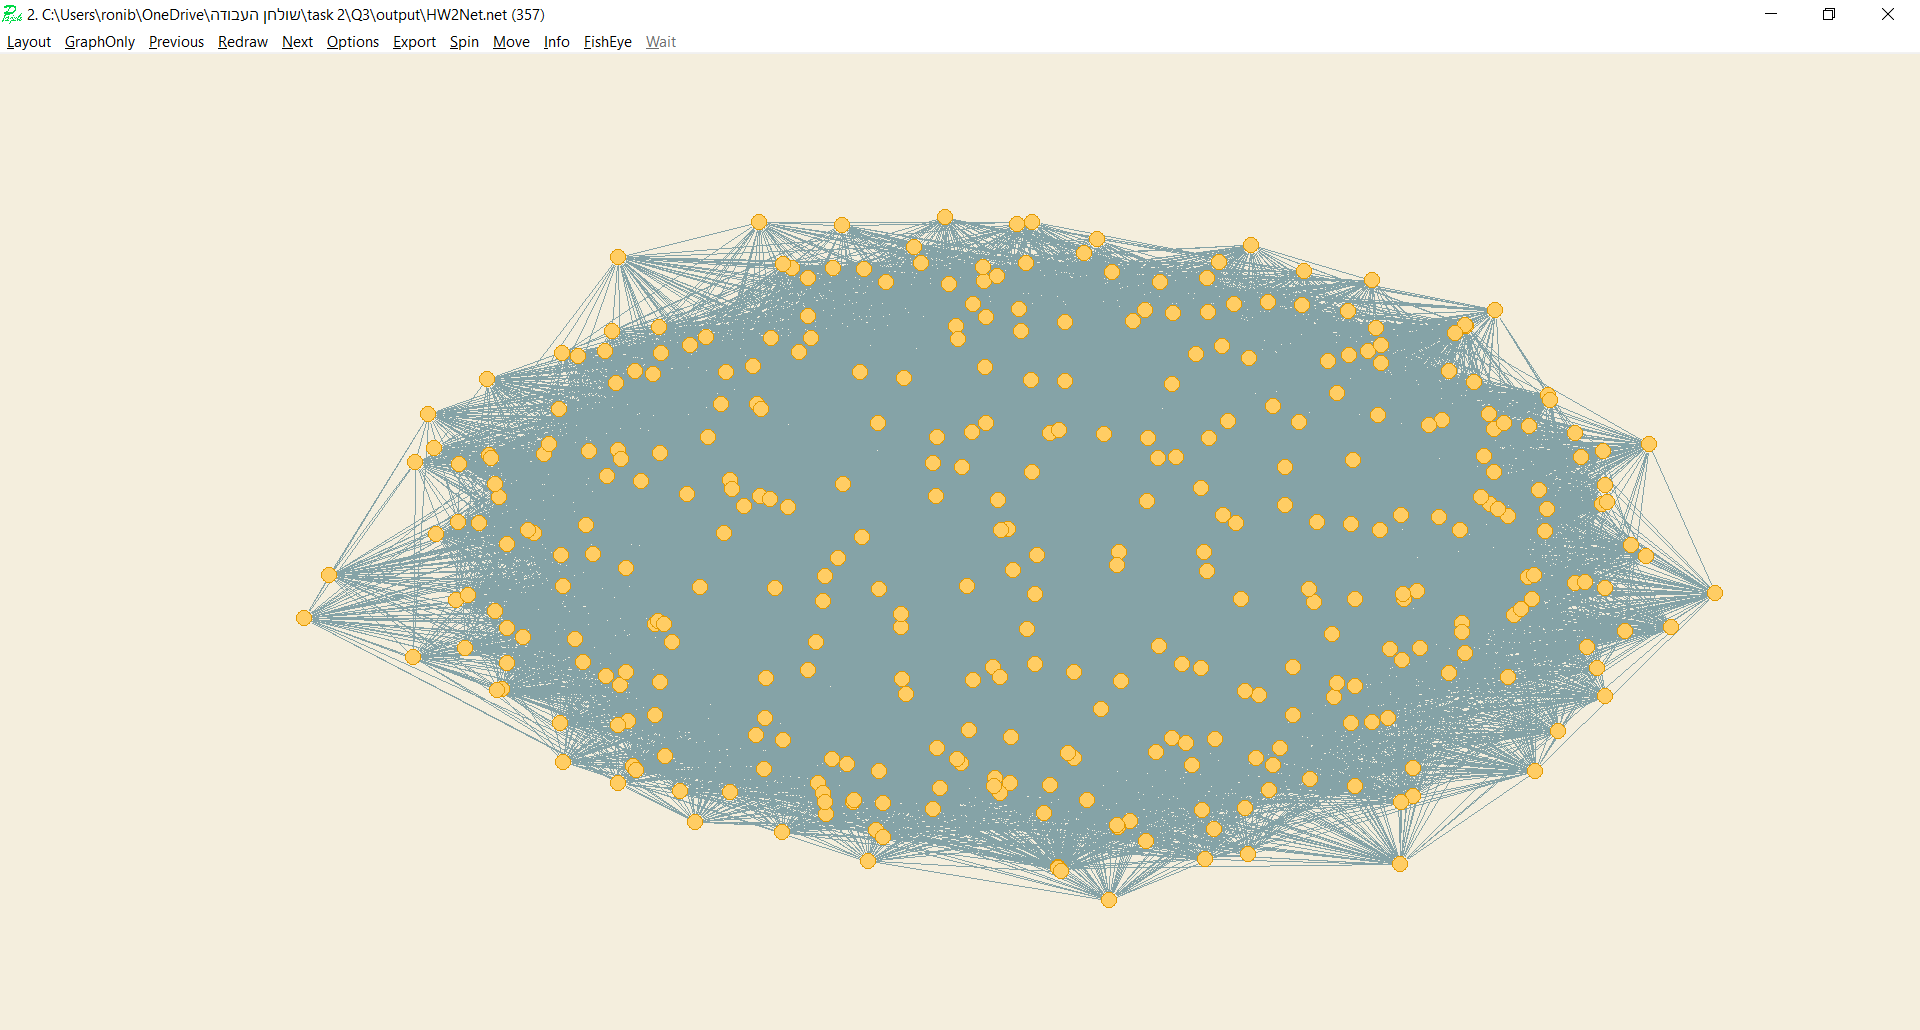 2. C:\Users\ronib\OneDrive\שולחן העבודה\task 2\Q3\output\HW2Net.net (357)
Layout GraphOnly Previous Redraw Next Options Export Spin Move Info FishEye Wait